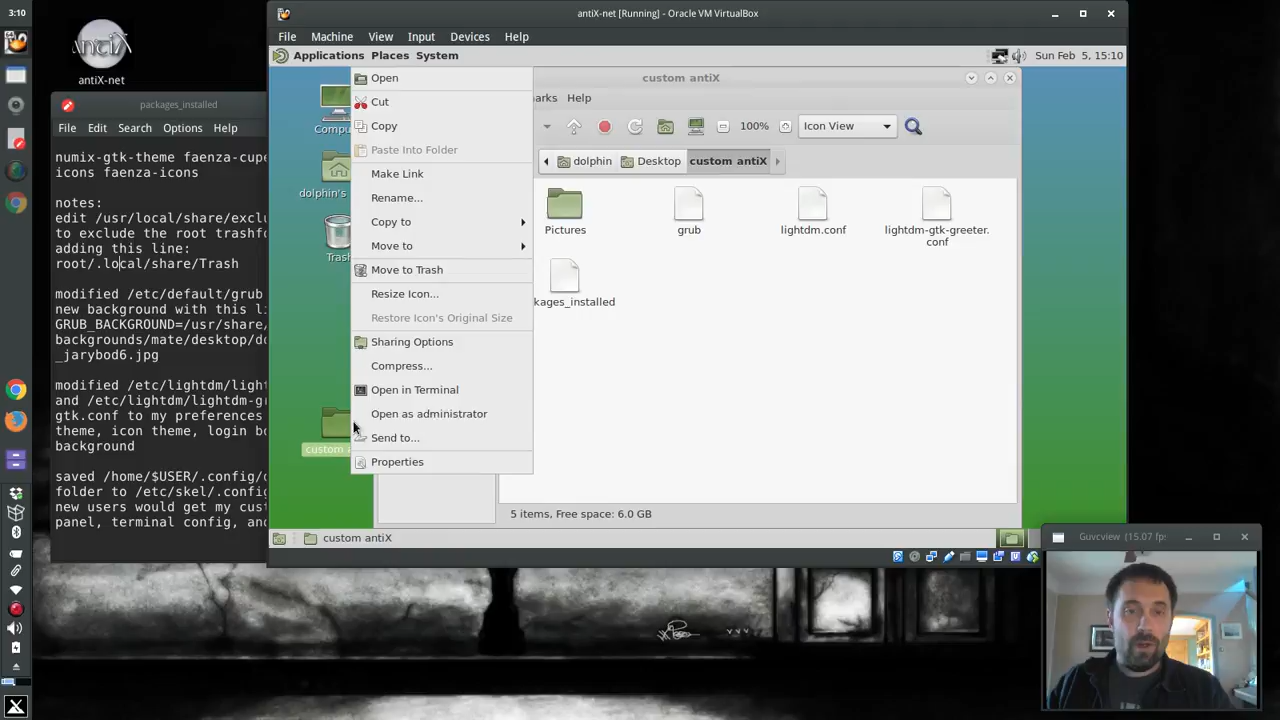 3:10
antiX
antiX-net
packages_installed
File Edit Search Options Help
numix-gtk-theme faenza-cupe
icons faenza-icons
notes:
edit /usr/local/share/exclu
to exclude the root trashfo
adding this line:
root/.local/share/Trash
modified /etc/default/grub
new background with this li
GRUB_BACKGROUND=/usr/share/
backgrounds/mate/desktop/do
_jarybod6.jpg
modified /etc/lightdm/light
and /etc/lightdm/lightdm-gr
gtk.conf to my preferences
theme, icon theme, login bo
background
saved /home/$USER/.config/d
folder to /etc/skel/.config
new users would get my cust
panel, terminal config, and
antiX-net [Running] - Oracle VM VirtualBox
File Machine View Input Devices Help
Applications Places System
Sun Feb 5, 15:10
Compu
dolphin's
Trash
custom a
Open
Cut
Copy
Paste Into Folder
Make Link
Rename...
Copy to
Move to
Move to Trash
Resize Icon...
Restore Icon's Original Size
Sharing Options
Compress...
Open in Terminal
Open as administrator
Send to...
Properties
custom antiX
arks Help
100% Icon View
dolphin Desktop custom antiX
Pictures
grub
lightdm.conf
lightdm-gtk-greeter.
conf
kages_installed
5 items, Free space: 6.0 GB
custom antiX
Guvcview (15.07 fps